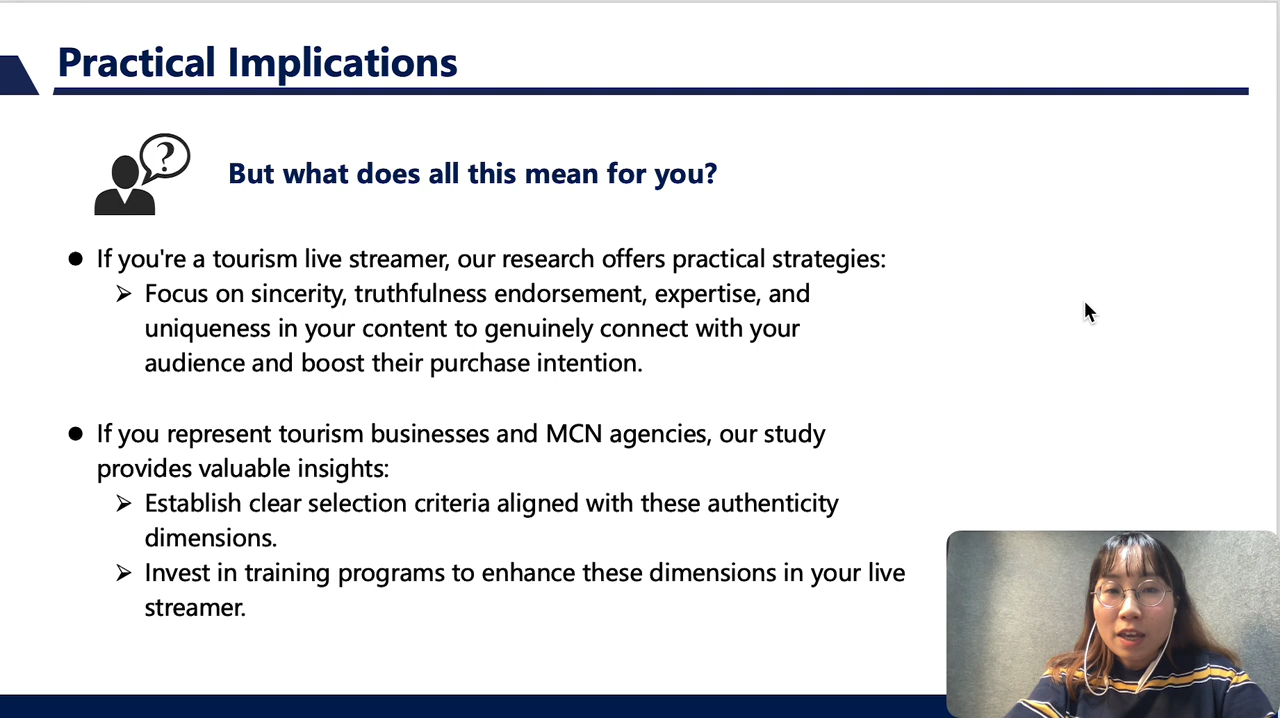 Practical Implications
?
But what does all this mean for you?
● If you're a tourism live streamer, our research offers practical strategies:
➢ Focus on sincerity, truthfulness endorsement, expertise, and
uniqueness in your content to genuinely connect with your
audience and boost their purchase intention.
● If you represent tourism businesses and MCN agencies, our study
provides valuable insights:
➢ Establish clear selection criteria aligned with these authenticity
dimensions.
➢ Invest in training programs to enhance these dimensions in your live
streamer.